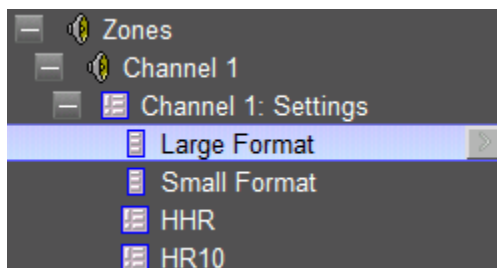 Zones
Channel 1
Channel 1: Settings
Large Format
Small Format
HHR
HR10